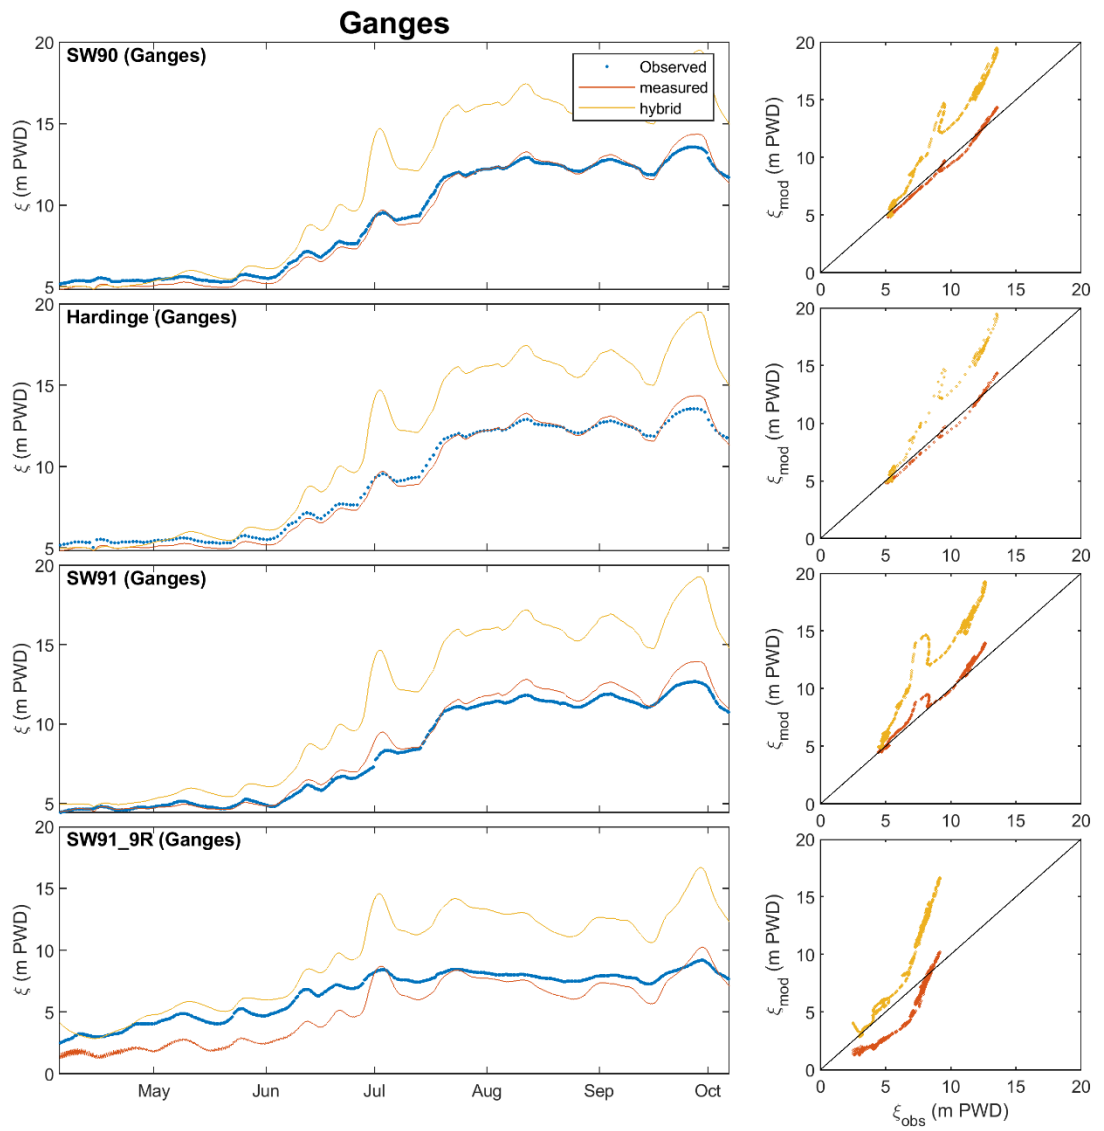 Ganges
SW90 (Ganges)
Observed
measured
hybrid
20
15
10
5
ξ (m PWD)
20
15
10
5
0
ξmod (m PWD)
0
5
10
15
20
Hardinge (Ganges)
20
15
10
5
ξ (m PWD)
20
15
10
5
0
ξmod (m PWD)
0
5
10
15
20
SW91 (Ganges)
20
15
10
5
ξ (m PWD)
20
15
10
5
0
ξmod (m PWD)
0
5
10
15
20
SW91_9R (Ganges)
20
15
10
5
0
ξ (m PWD)
May
Jun
Jul
Aug
Sep
Oct
20
15
10
5
0
ξmod (m PWD)
0
5
10
15
20
ξobs (m PWD)